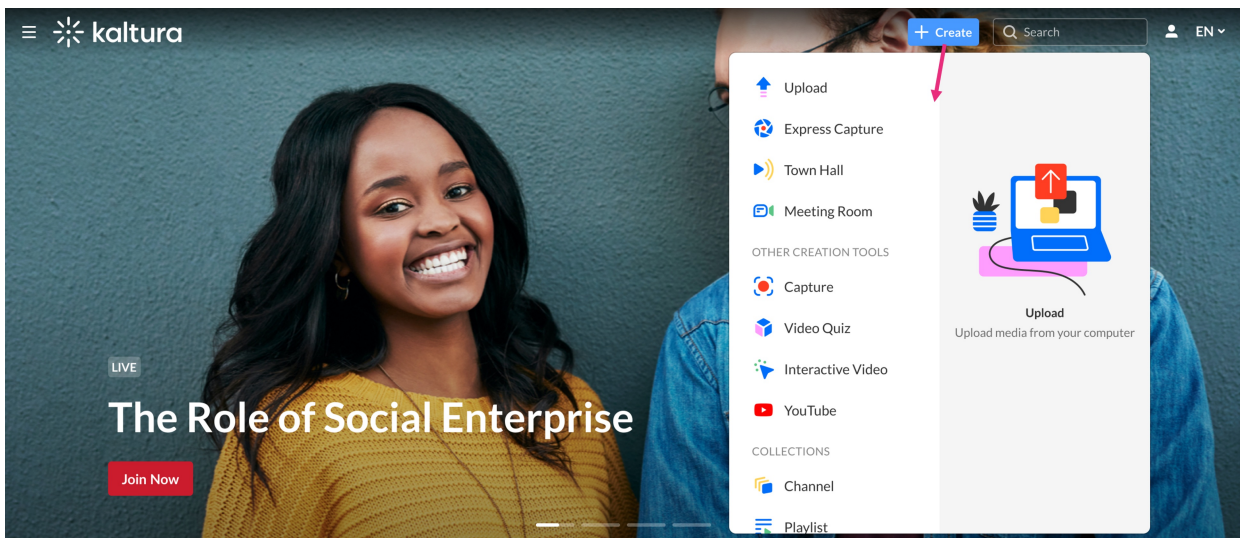 kaltura
+ Create
Search
EN
Upload
Express Capture
Town Hall
Meeting Room
OTHER CREATION TOOLS
Capture
Video Quiz
Interactive Video
YouTube
COLLECTIONS
Channel
Playlist
Upload
Upload media from your computer
LIVE
The Role of Social Enterprise
Join Now